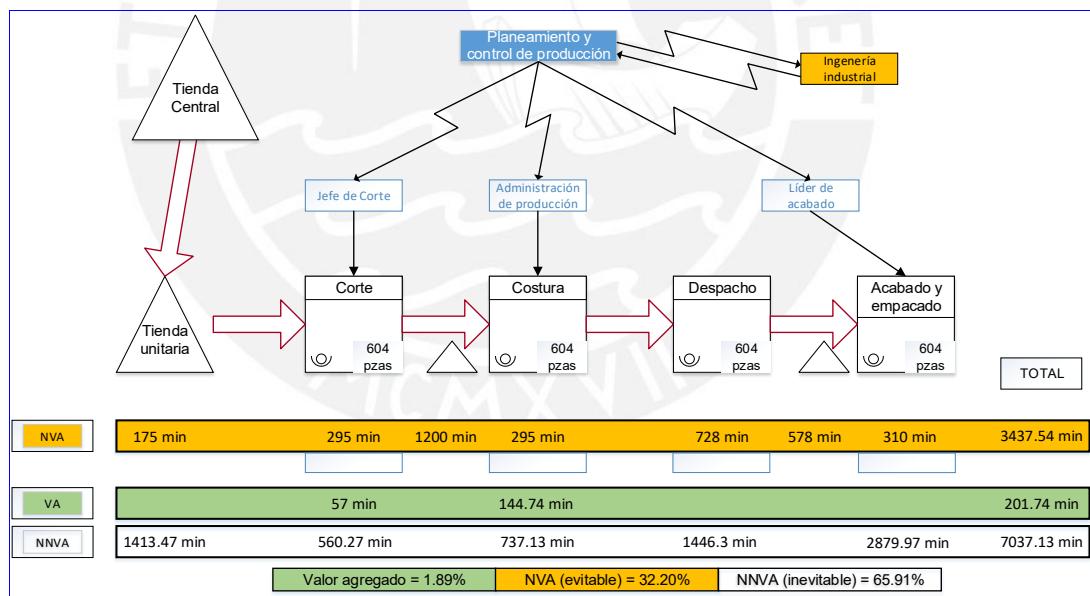 Planeamiento y
control de producción
Ingenería
industrial
Tienda
Central
Jefe de Corte
Administración
de producción
Líder de
acabado
Tienda
unitaria
Corte
604
pzas
Costura
604
pzas
Despacho
604
pzas
Acabado y
empacado
604
pzas
MCMXVII
TOTAL
NVA
175 min
295 min
1200 min
295 min
728 min
578 min
310 min
3437.54 min
VA
57 min
144.74 min
201.74 min
NNVA
1413.47 min
560.27 min
737.13 min
1446.3 min
2879.97 min
7037.13 min
Valor agregado = 1.89%
NVA (evitable) = 32.20%
NNVA (inevitable) = 65.91%